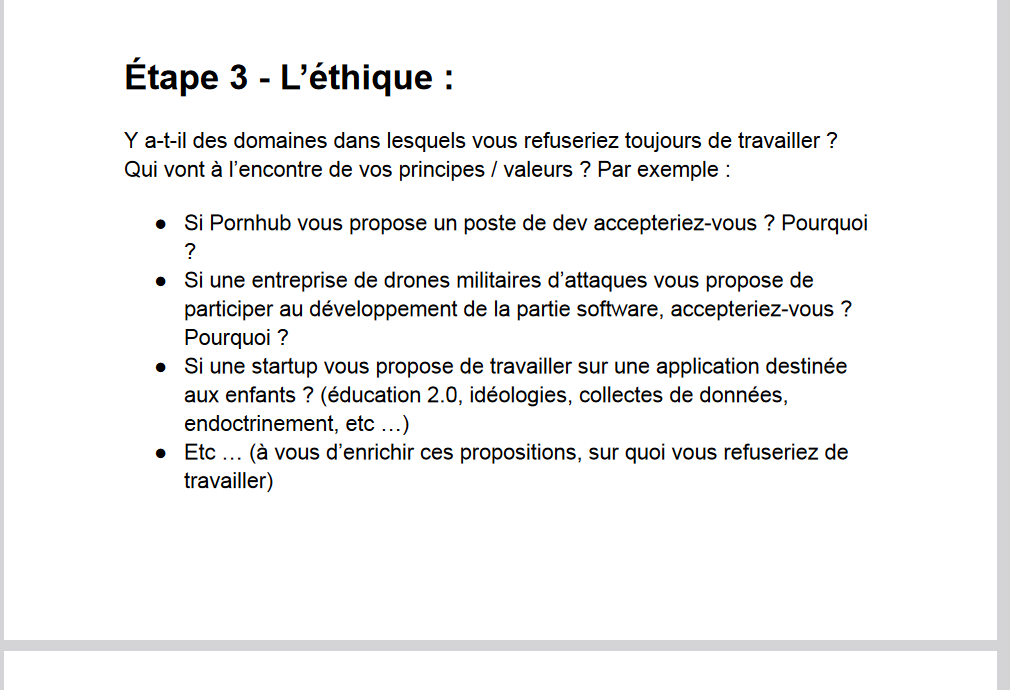 Étape 3 - L’éthique :
Y a-t-il des domaines dans lesquels vous refuseriez toujours de travailler ?
Qui vont à l’encontre de vos principes / valeurs ? Par exemple :
● Si Pornhub vous propose un poste de dev accepteriez-vous ? Pourquoi
?
● Si une entreprise de drones militaires d’attaques vous propose de
participer au développement de la partie software, accepteriez-vous ?
Pourquoi ?
● Si une startup vous propose de travailler sur une application destinée
aux enfants ? (éducation 2.0, idéologies, collectes de données,
endoctrinement, etc …)
● Etc … (à vous d’enrichir ces propositions, sur quoi vous refuseriez de
travailler)